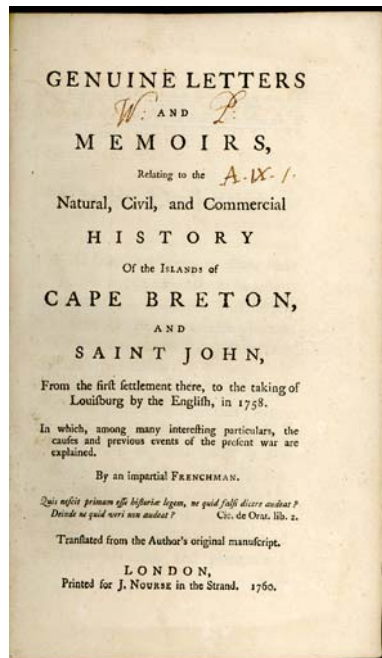 GENUINE LETTERS
W: AND P:
MEMOIRS,
Relating to the A.IX.1.
Natural, Civil, and Commercial
HISTORY
Of the ISLANDS of
CAPE BRETON,
AND
SAINT JOHN,
From the firſt ſettlement there, to the taking of
Louiſburg by the Engliſh, in 1758.
In which, among many intereſting particulars, the
cauſes and previous events of the preſent war are
explained.
By an impartial FRENCHMAN.
Quis neſcit primam eſſe hiſtoriæ legem, ne quid falſi dicere audeat?
Deinde ne quid veri non audeat? Cic. de Orat. lib. 2.
Tranſlated from the Author's original manuſcript.
LONDON,
Printed for J. NOURSE in the Strand. 1760.